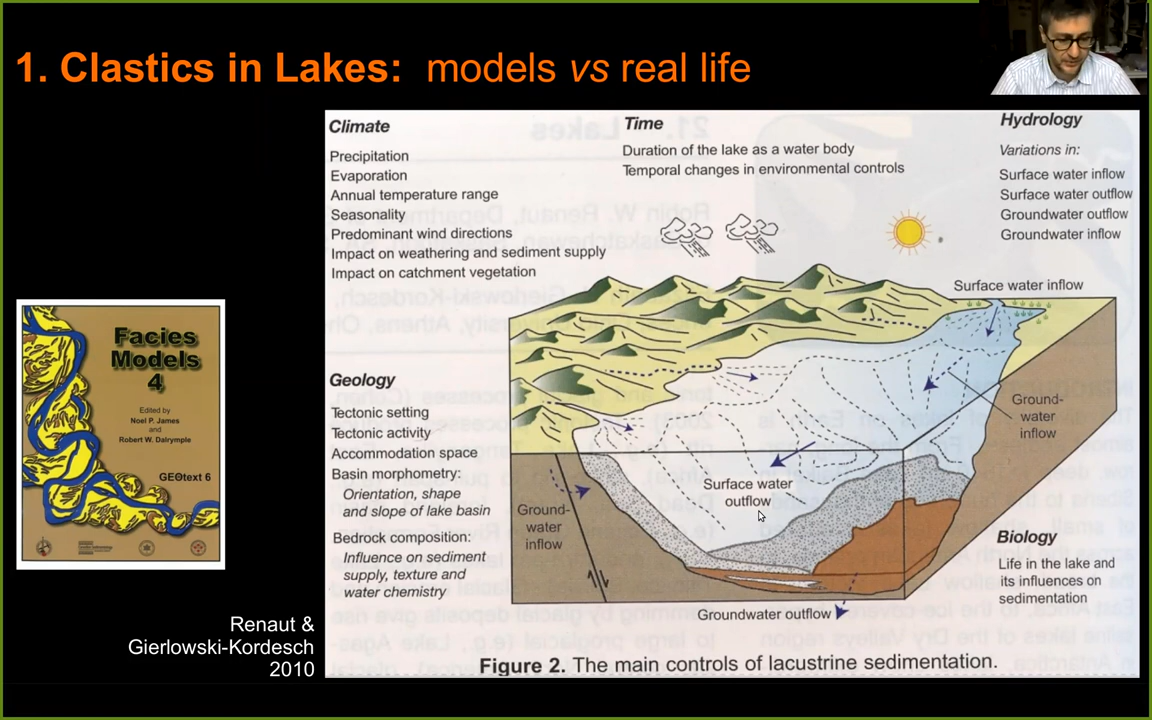 1. Clastics in Lakes: models vs real life
Climate
Precipitation
Evaporation
Annual temperature range
Seasonality
Predominant wind directions
Impact on weathering and sediment supply
Impact on catchment vegetation
Time
Duration of the lake as a water body
Temporal changes in environmental controls
Hydrology
Variations in:
Surface water inflow
Surface water outflow
Groundwater outflow
Groundwater inflow
Surface water inflow
Geology
Tectonic setting
Tectonic activity
Accommodation space
Basin morphometry:
Orientation, shape
and slope of lake basin
Bedrock composition:
Influence on sediment
supply, texture and
water chemistry
Ground-
water
inflow
Surface water
outflow
Ground-
water
inflow
Groundwater outflow
Biology
Life in the lake and
its influences on
sedimentation
Figure 2. The main controls of lacustrine sedimentation.
Facies
Models
4
Edited by
Noel P. James
and
Robert W. Dalrymple
GEOtext 6
Renaut &
Gierlowski-Kordesch
2010